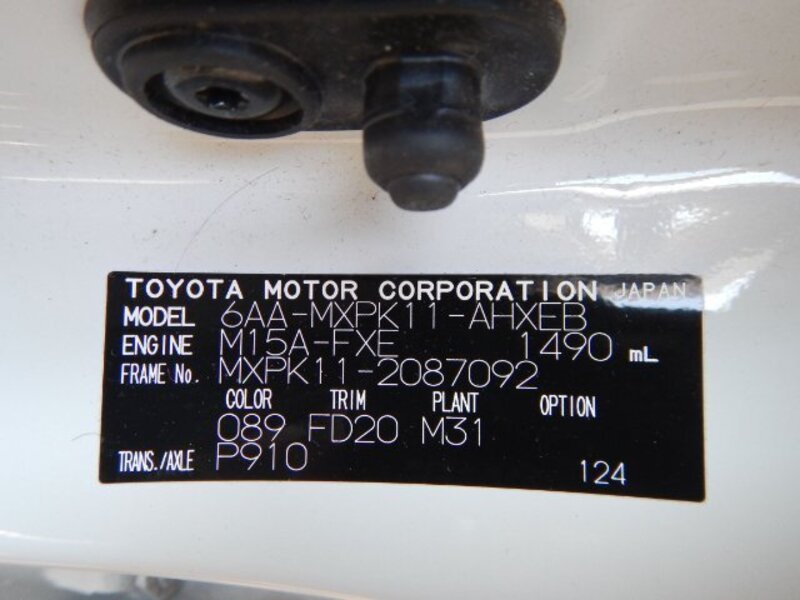 TOYOTA MOTOR CORPORATION JAPAN
MODEL 6AA-MXPK11-AHXEB
ENGINE M15A-FXE 1490 mL
FRAME No. MXPK11-2087092
COLOR TRIM PLANT OPTION
089 FD20 M31
TRANS./AXLE P910 124